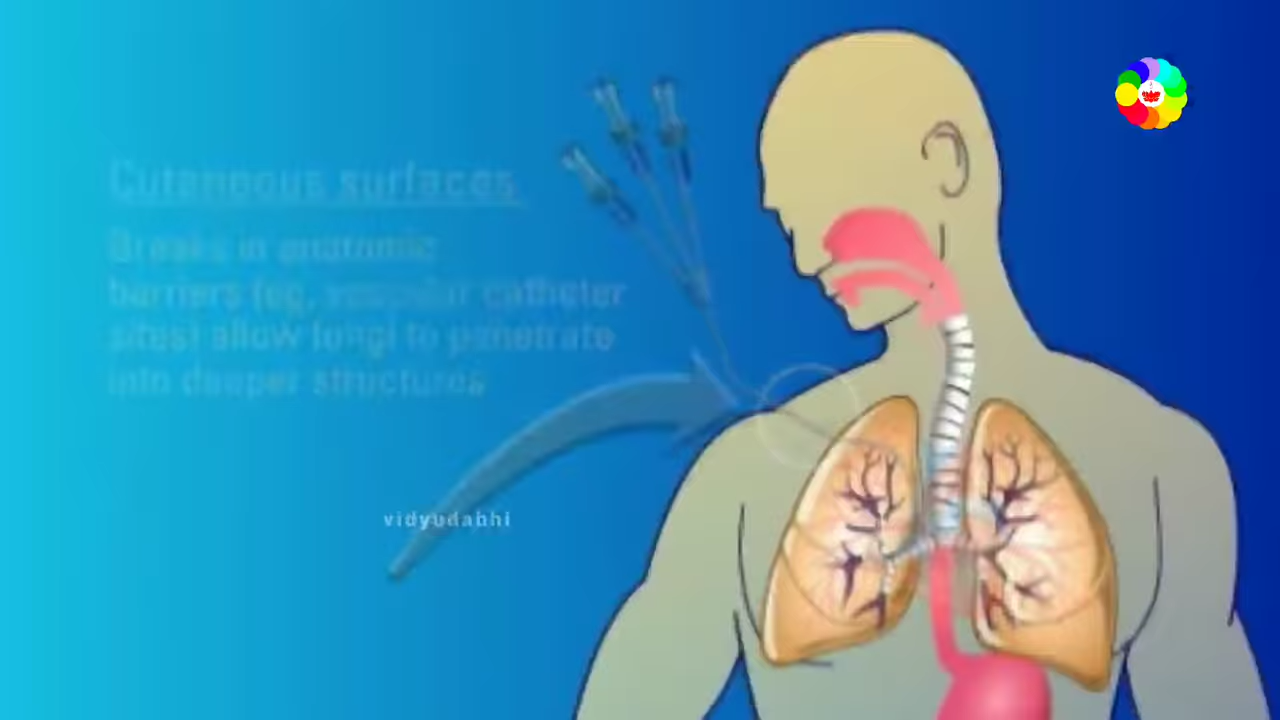 Cutaneous surfaces
Breaks in anatomic
barriers (eg, vascular catheter
sites) allow fungi to penetrate
into deeper structures
vidyudabhi